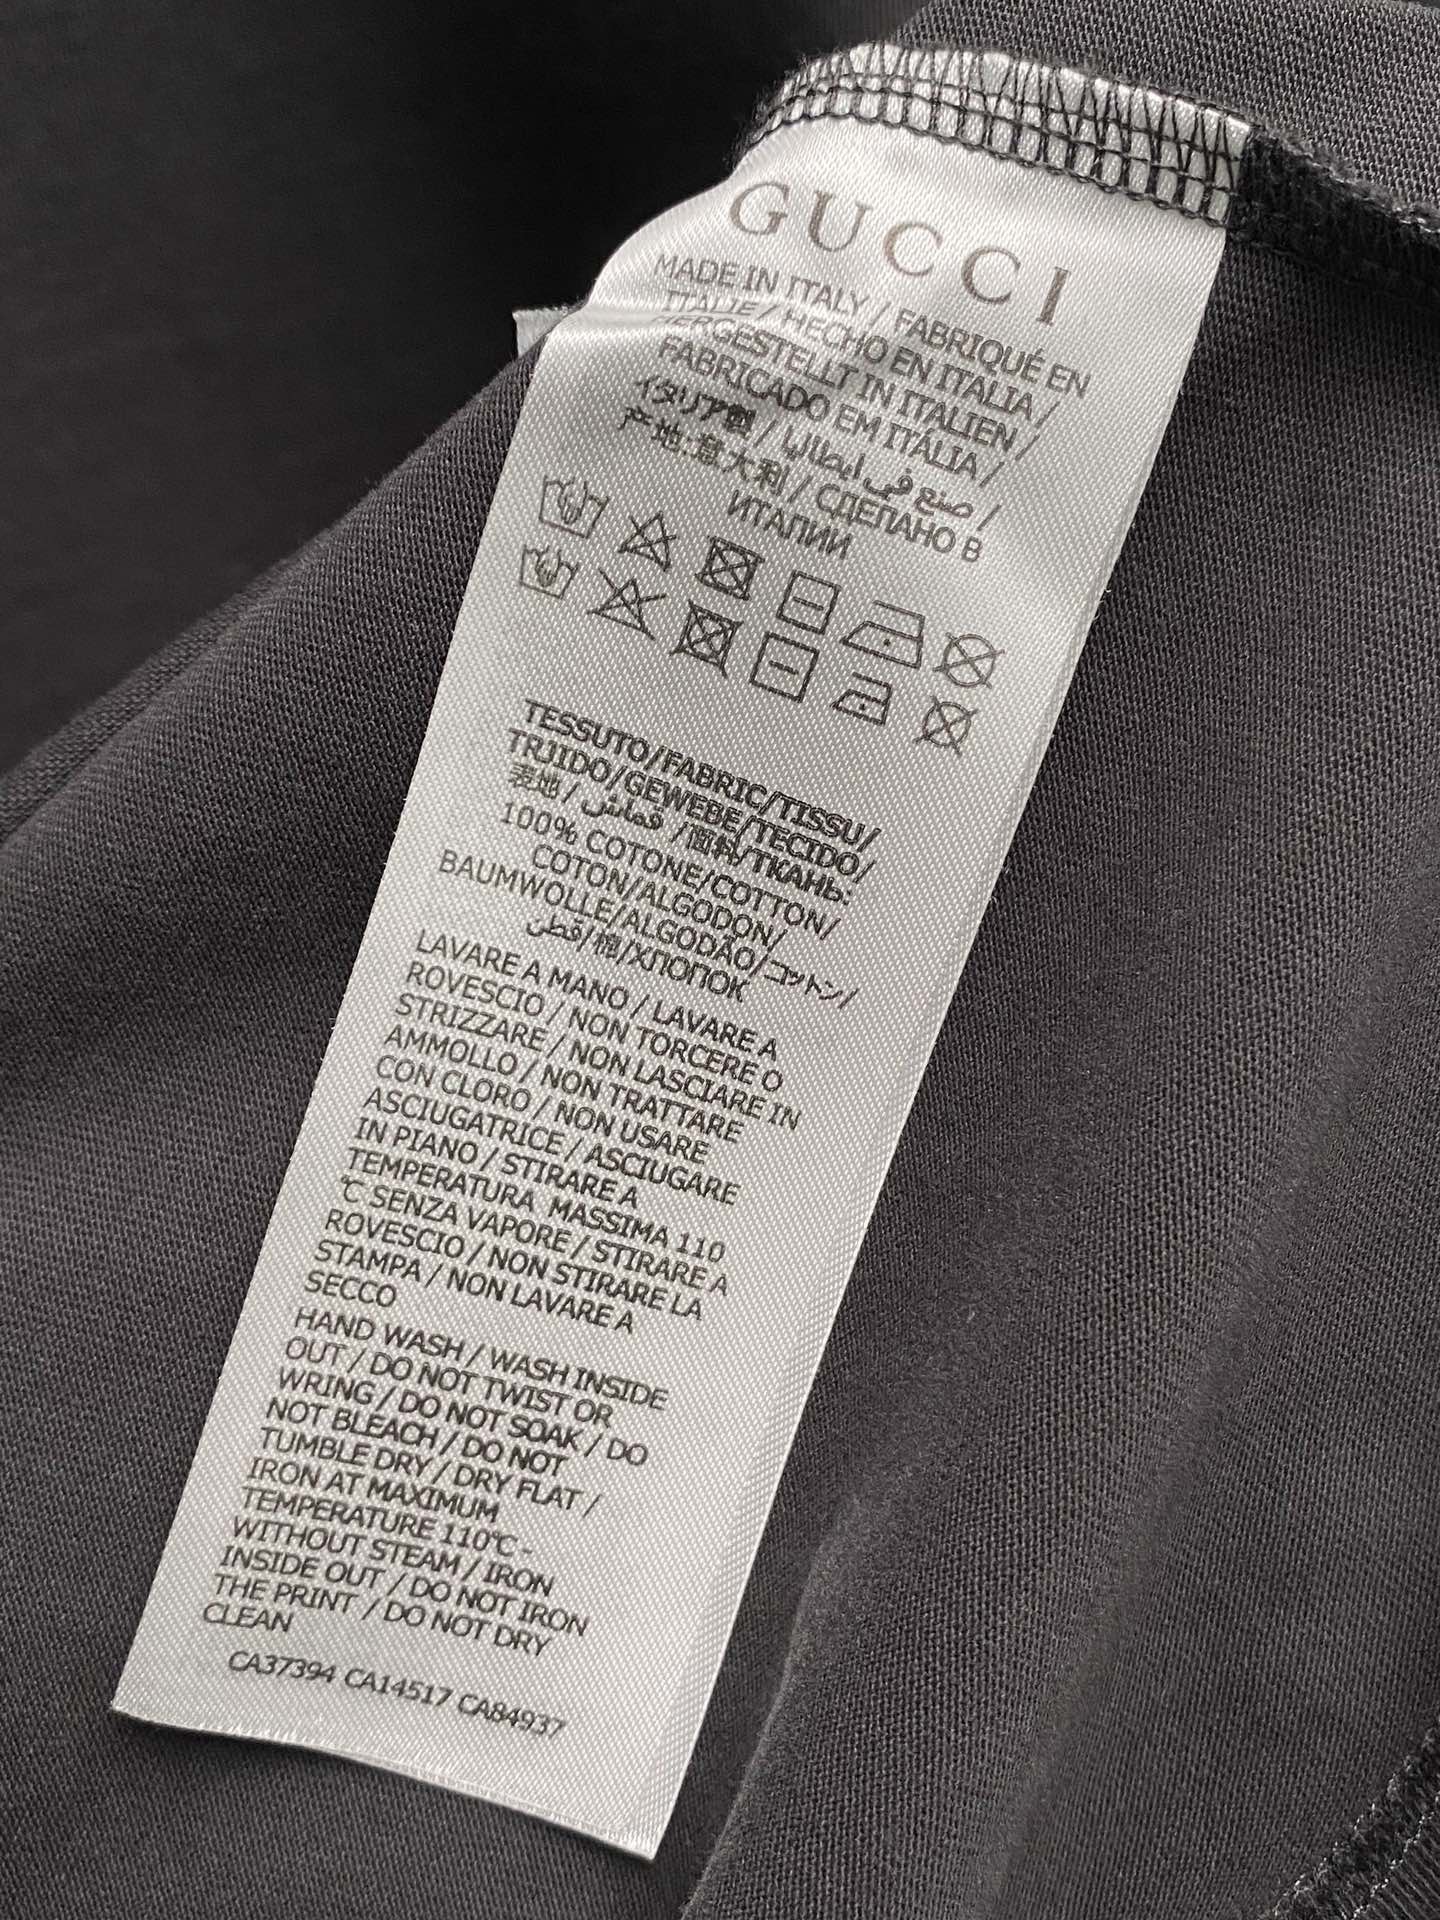 GUCCI
MADE IN ITALY / FABRIQUÉ EN
ITALIE / HECHO EN ITALIA /
HERGESTELLT IN ITALIEN /
FABRICADO EM ITÁLIA /
イタリア製 / صنع في ايطاليا /
产地:意大利 / СДЕЛАНО В
ИТАЛИИ
TESSUTO/FABRIC/TISSU/
TRJIDO/GEWEBE/TECIDO/
表地 / قماش /面料/ТКАНЬ:
100% COTONE/COTTON/
COTON/ALGODON/
BAUMWOLLE/ALGODÃO/コットン/
قطن/棉/ХЛОПОК
LAVARE A MANO / LAVARE A
ROVESCIO / NON TORCERE O
STRIZZARE / NON LASCIARE IN
AMMOLLO / NON TRATTARE
CON CLORO / NON USARE
ASCIUGATRICE / ASCIUGARE
IN PIANO / STIRARE A
TEMPERATURA MASSIMA 110
℃ SENZA VAPORE / STIRARE A
ROVESCIO / NON STIRARE LA
STAMPA / NON LAVARE A
SECCO
HAND WASH / WASH INSIDE
OUT / DO NOT TWIST OR
WRING / DO NOT SOAK / DO
NOT BLEACH / DO NOT
TUMBLE DRY / DRY FLAT /
IRON AT MAXIMUM
TEMPERATURE 110℃-
WITHOUT STEAM / IRON
INSIDE OUT / DO NOT IRON
THE PRINT / DO NOT DRY
CLEAN
CA37394 CA14517 CA84937